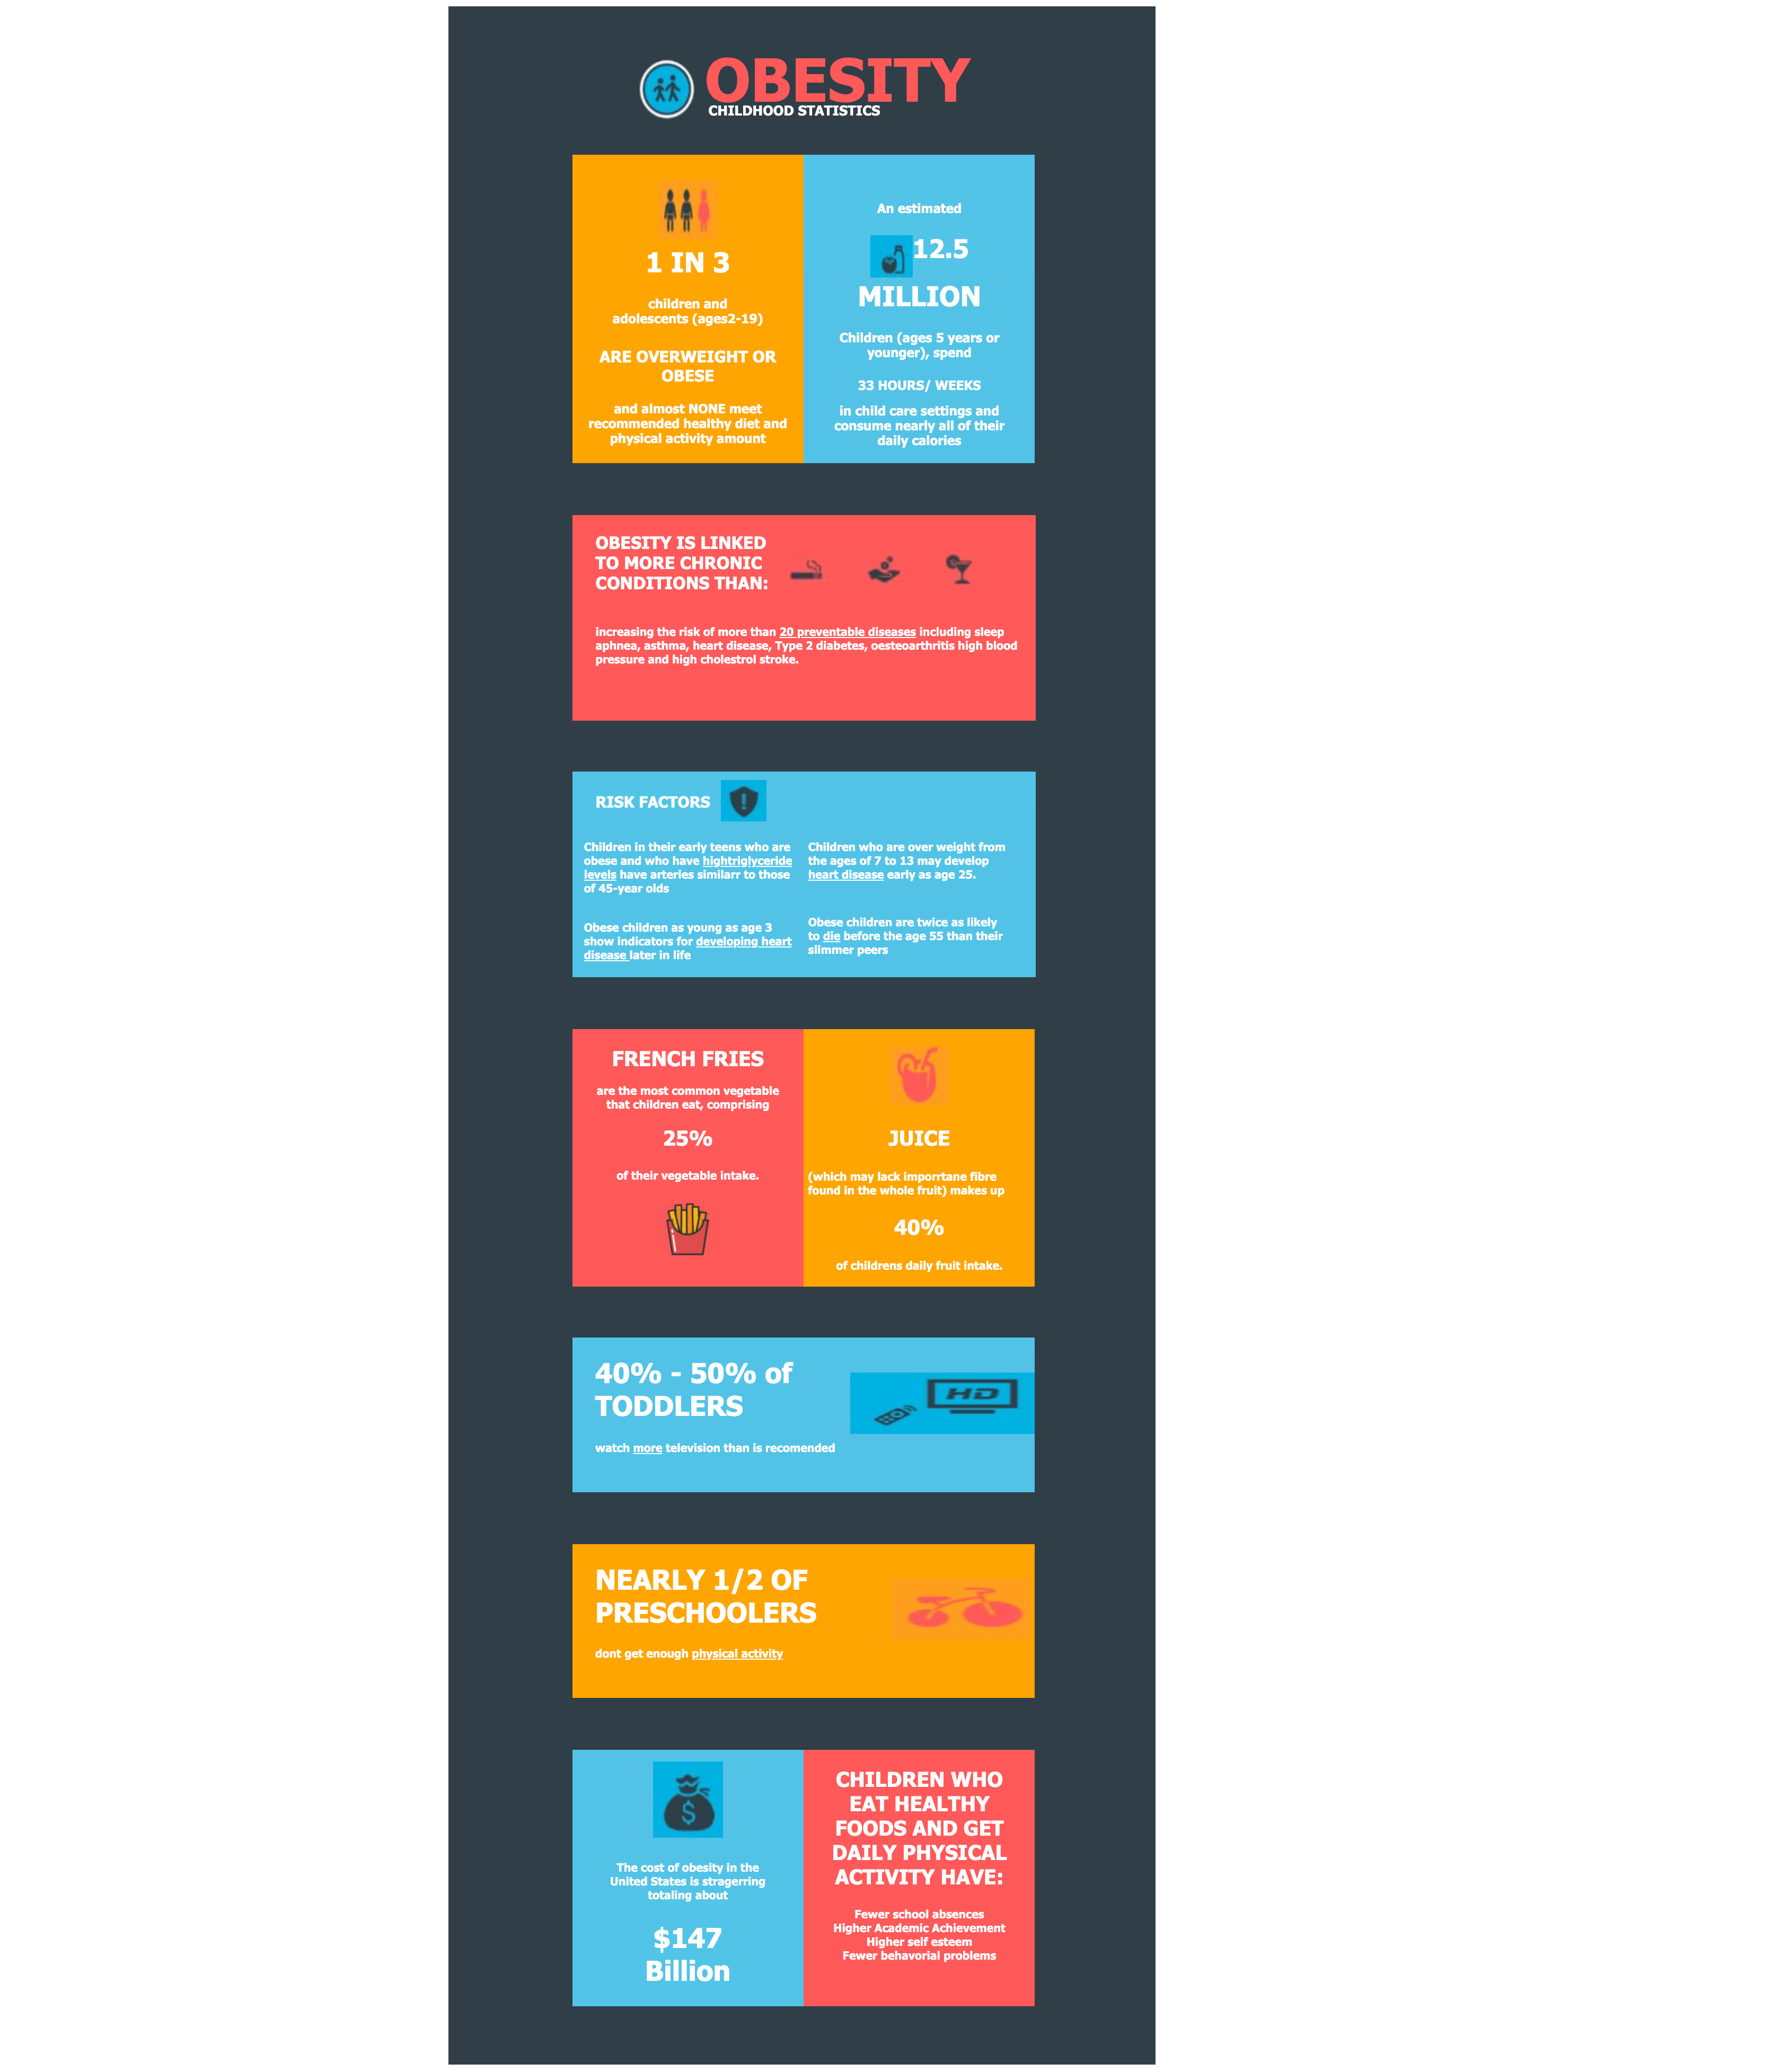 OBESITY
CHILDHOOD STATISTICS
1 IN 3
children and
adolescents (ages2-19)
ARE OVERWEIGHT OR
OBESE
and almost NONE meet
recommended healthy diet and
physical activity amount
An estimated
12.5
MILLION
Children (ages 5 years or
younger), spend
33 HOURS/ WEEKS
in child care settings and
consume nearly all of their
daily calories
OBESITY IS LINKED
TO MORE CHRONIC
CONDITIONS THAN:
increasing the risk of more than 20 preventable diseases including sleep
aphnea, asthma, heart disease, Type 2 diabetes, oesteoarthritis high blood
pressure and high cholestrol stroke.
RISK FACTORS
Children in their early teens who are
obese and who have hightriglyceride
levels have arteries similarr to those
of 45-year olds
Obese children as young as age 3
show indicators for developing heart
disease later in life
Children who are over weight from
the ages of 7 to 13 may develop
heart disease early as age 25.
Obese children are twice as likely
to die before the age 55 than their
slimmer peers
FRENCH FRIES
are the most common vegetable
that children eat, comprising
25%
of their vegetable intake.
JUICE
(which may lack imporrtane fibre
found in the whole fruit) makes up
40%
of childrens daily fruit intake.
40% - 50% of
TODDLERS
watch more television than is recomended
HD
NEARLY 1/2 OF
PRESCHOOLERS
dont get enough physical activity
$
The cost of obesity in the
United States is stragerring
totaling about
$147
Billion
CHILDREN WHO
EAT HEALTHY
FOODS AND GET
DAILY PHYSICAL
ACTIVITY HAVE:
Fewer school absences
Higher Academic Achievement
Higher self esteem
Fewer behavorial problems